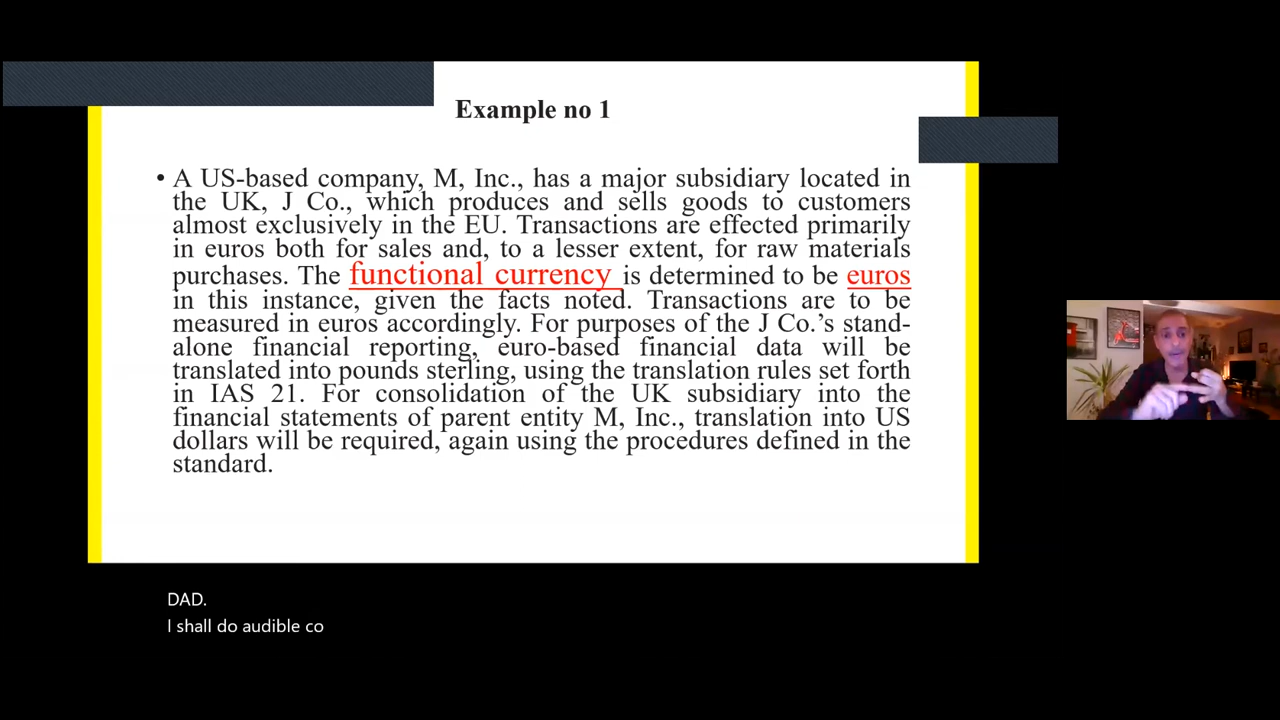 Example no 1
• A US-based company, M, Inc., has a major subsidiary located in
the UK, J Co., which produces and sells goods to customers
almost exclusively in the EU. Transactions are effected primarily
in euros both for sales and, to a lesser extent, for raw materials
purchases. The functional currency is determined to be euros
in this instance, given the facts noted. Transactions are to be
measured in euros accordingly. For purposes of the J Co.’s stand-
alone financial reporting, euro-based financial data will be
translated into pounds sterling, using the translation rules set forth
in IAS 21. For consolidation of the UK subsidiary into the
financial statements of parent entity M, Inc., translation into US
dollars will be required, again using the procedures defined in the
standard.
DAD.
I shall do audible co